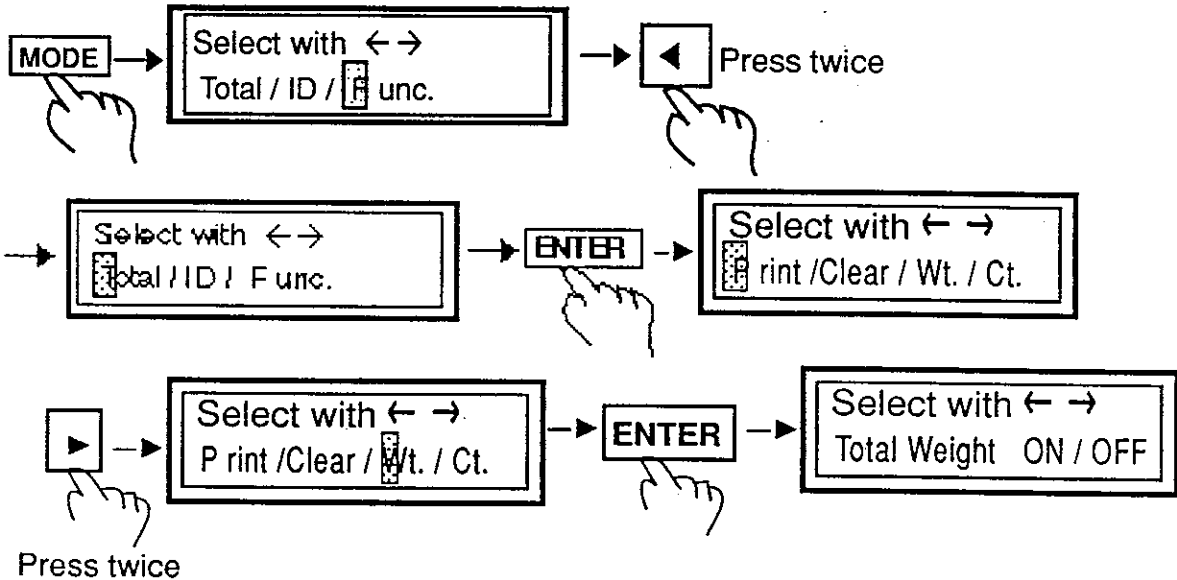 MODE
Select with ← →
Total / ID / F unc.
Press twice
Select with ← →
Total / ID / F unc.
ENTER
Select with ← →
P rint /Clear / Wt. / Ct.
Select with ← →
P rint /Clear / Wt. / Ct.
ENTER
Select with ← →
Total Weight ON / OFF
Press twice